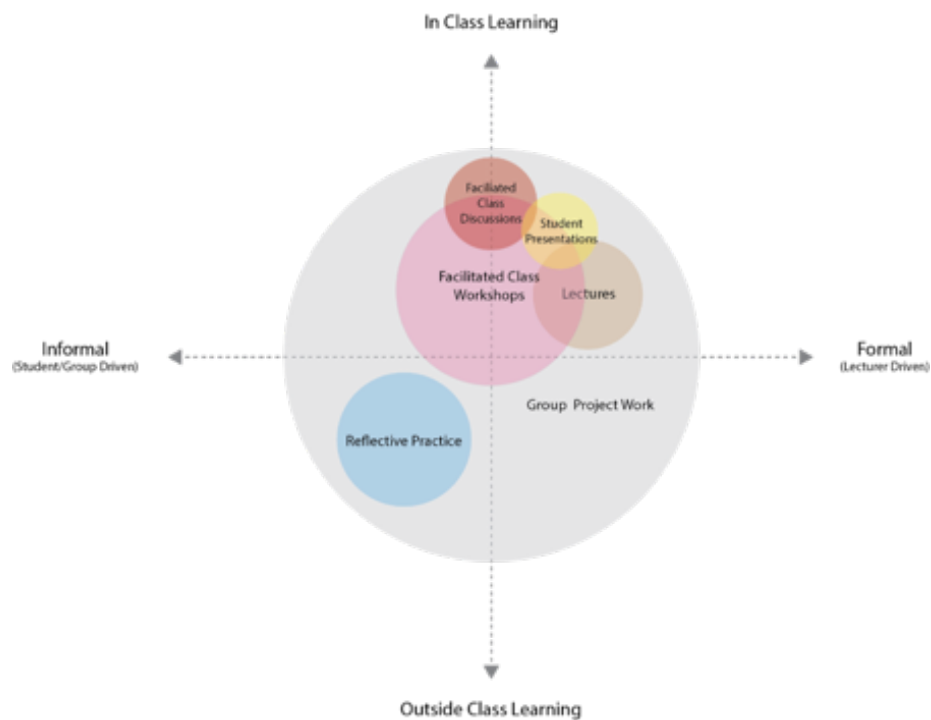 In Class Learning
Faciliated
Class
Discussions
Student
Presentations
Facilitated Class
Workshops
Lectures
Informal
(Student/Group Driven)
Formal
(Lecturer Driven)
Group Project Work
Reflective Practice
Outside Class Learning